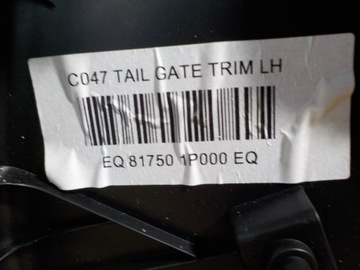 C047 TAIL GATE TRIM LH
EQ 81750 1P000 EQ